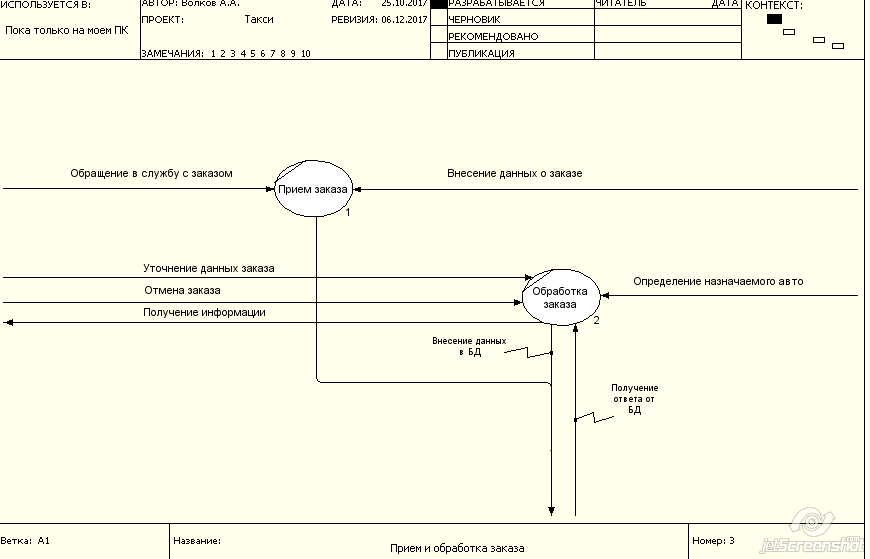 ИСПОЛЬЗУЕТСЯ В:
Пока только на моем ПК
АВТОР: Волков А.А.
ДАТА: 25.10.2017
ПРОЕКТ: Такси
РЕВИЗИЯ: 06.12.2017
ЗАМЕЧАНИЯ: 1 2 3 4 5 6 7 8 9 10
РАЗРАБАТЫВАЕТСЯ
ЧИТАТЕЛЬ
ДАТА
ЧЕРНОВИК
РЕКОМЕНДОВАНО
ПУБЛИКАЦИЯ
КОНТЕКСТ:
Обращение в службу с заказом
Внесение данных о заказе
Прием заказа
1
Уточнение данных заказа
Отмена заказа
Получение информации
Определение назначаемого авто
Обработка
заказа
2
Внесение данных
в БД
Получение
ответа от
БД
Ветка: A1
Название:
Прием и обработка заказа
Номер: 3
jetScreenshot
.com